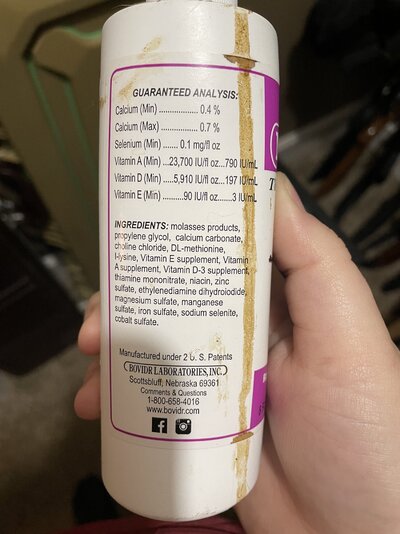 GUARANTEED ANALYSIS:
Calcium (Min) .................. 0.4 %
Calcium (Max) ................. 0.7 %
Selenium (Min) ....... 0.1 mg/fl oz
Vitamin A (Min) ...23,700 IU/fl oz...790 IU/mL
Vitamin D (Min) .....5,910 IU/fl oz...197 IU/mL
Vitamin E (Min) ..........90 IU/fl oz.......3 IU/mL
INGREDIENTS: molasses products,
propylene glycol, calcium carbonate,
choline chloride, DL-methionine,
l-lysine, Vitamin E supplement, Vitamin
A supplement, Vitamin D-3 supplement,
thiamine mononitrate, niacin, zinc
sulfate, ethylenediamine dihydroiodide,
magnesium sulfate, manganese
sulfate, iron sulfate, sodium selenite,
cobalt sulfate.
Manufactured under 2 U. S. Patents
BOVIDR LABORATORIES, INC.
Scottsbluff, Nebraska 69361
Comments & Questions
1-800-658-4016
www.bovidr.com